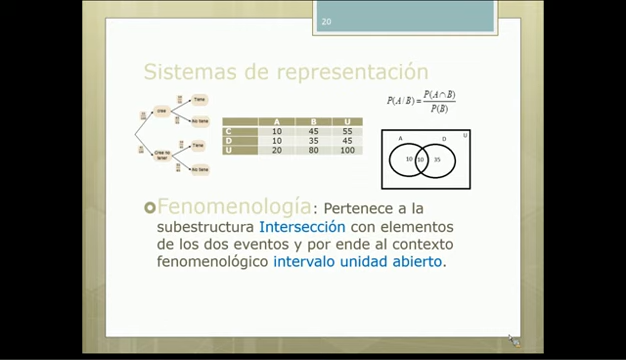 20
Sistemas de representación
Tiene
cree
No tiene
Cree no
tener
Tiene
No tiene
A B U
C 10 45 55
D 10 35 45
U 20 80 100
P(A/B) = P(A∩B)
P(B)
A D U
10 10 35
Fenomenología: Pertenece a la
subestructura Intersección con elementos
de los dos eventos y por ende al contexto
fenomenológico intervalo unidad abierto.